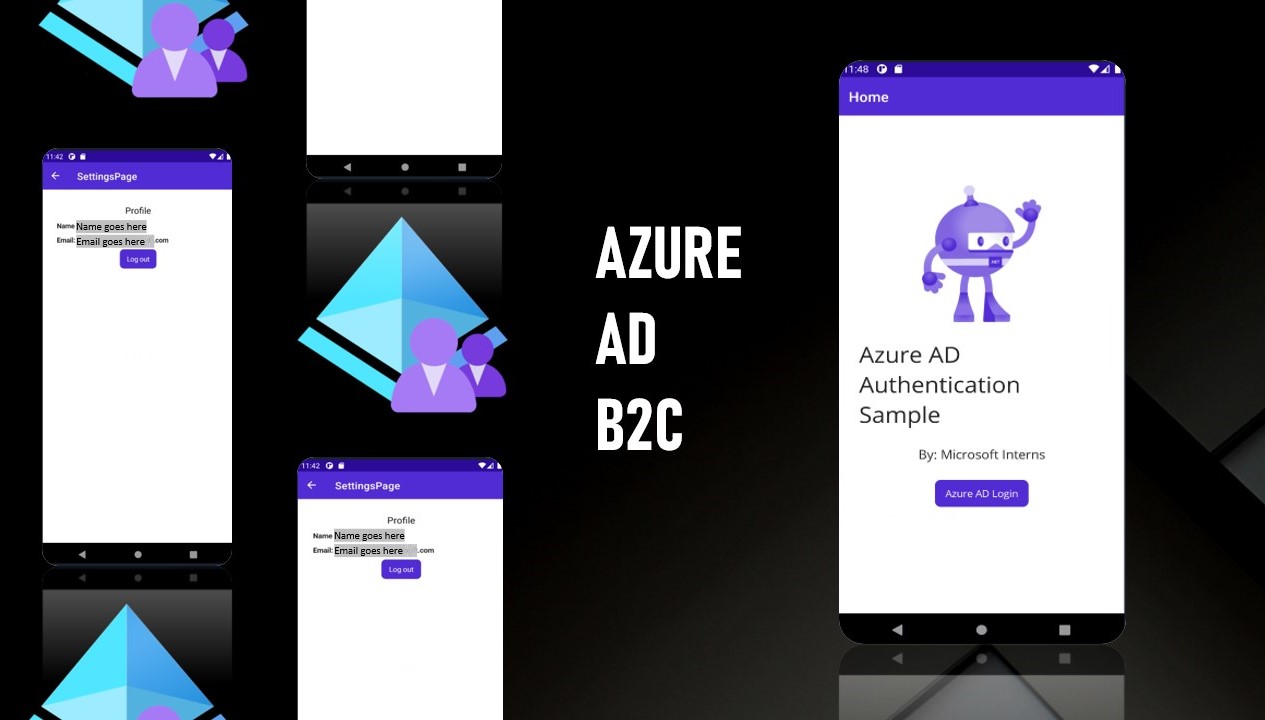 11:42
SettingsPage
Profile
Name Name goes here
Email: Email goes here .com
Log out
11:42
SettingsPage
Profile
Name Name goes here
Email: Email goes here .com
Log out
AZURE
AD
B2C
11:48
Home
.NET
Azure AD
Authentication
Sample
By: Microsoft Interns
Azure AD Login